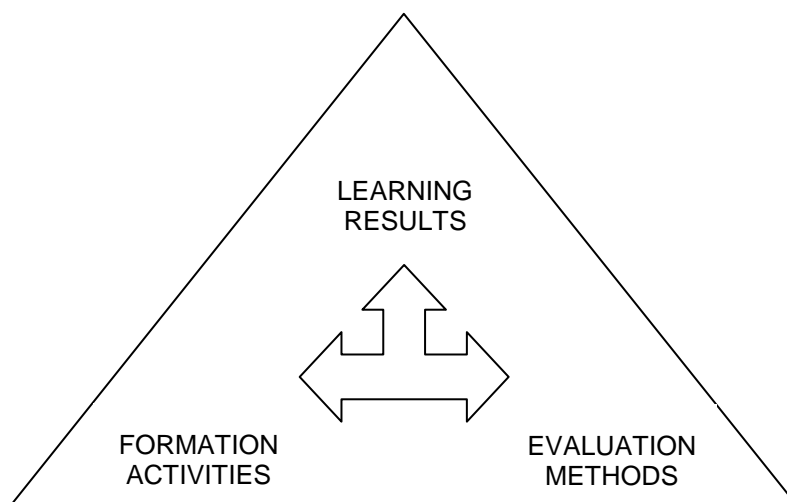 LEARNING
RESULTS
FORMATION
ACTIVITIES
EVALUATION
METHODS